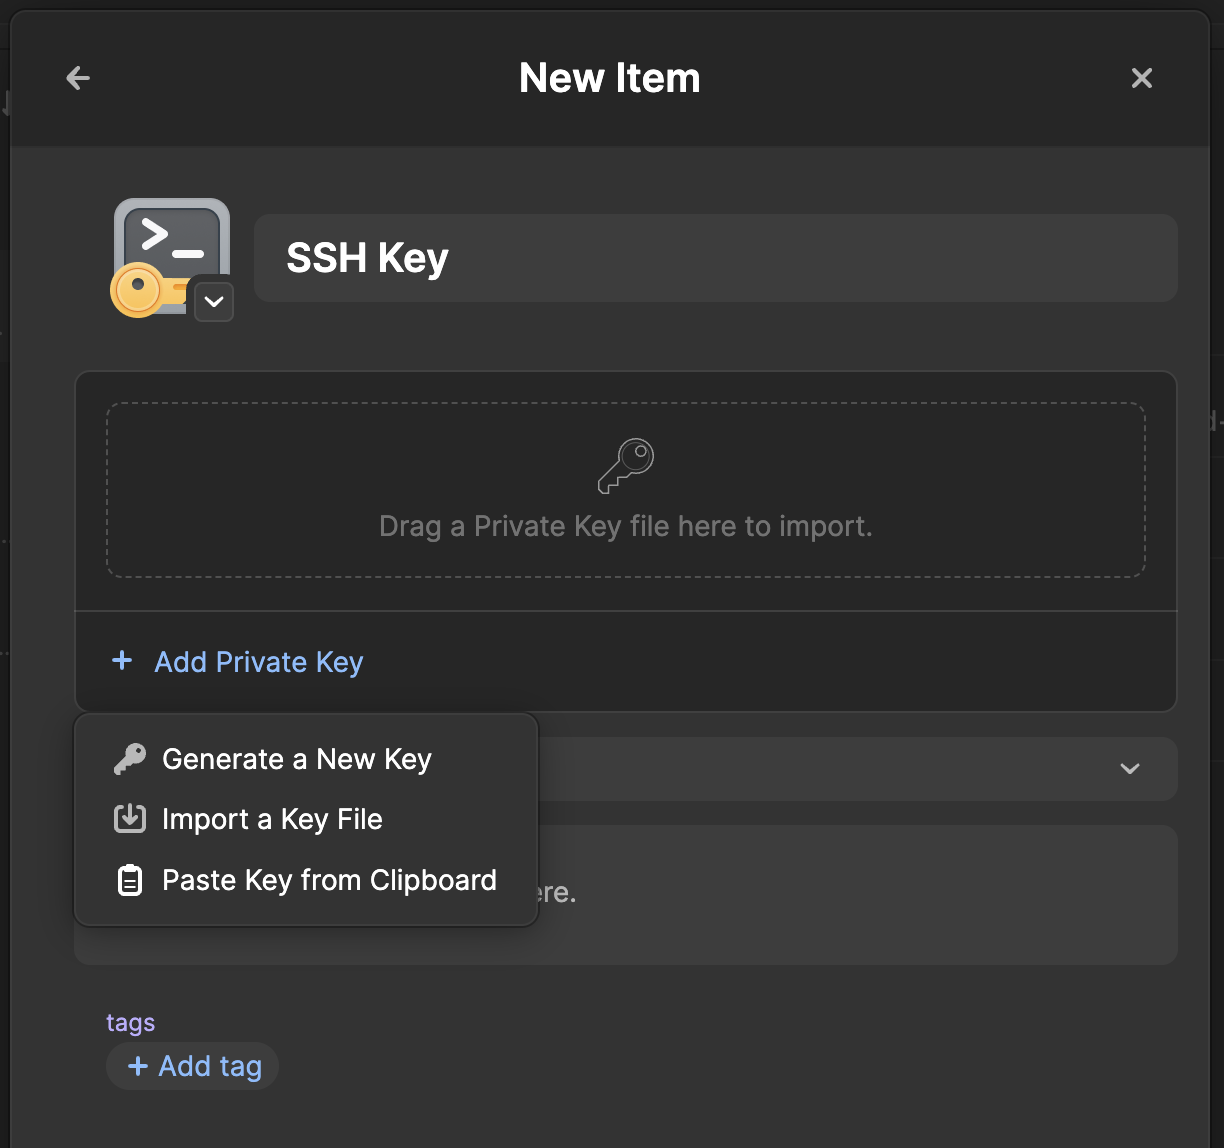 New Item
SSH Key
Drag a Private Key file here to import.
+ Add Private Key
Generate a New Key
Import a Key File
Paste Key from Clipboard
ere.
tags
+ Add tag